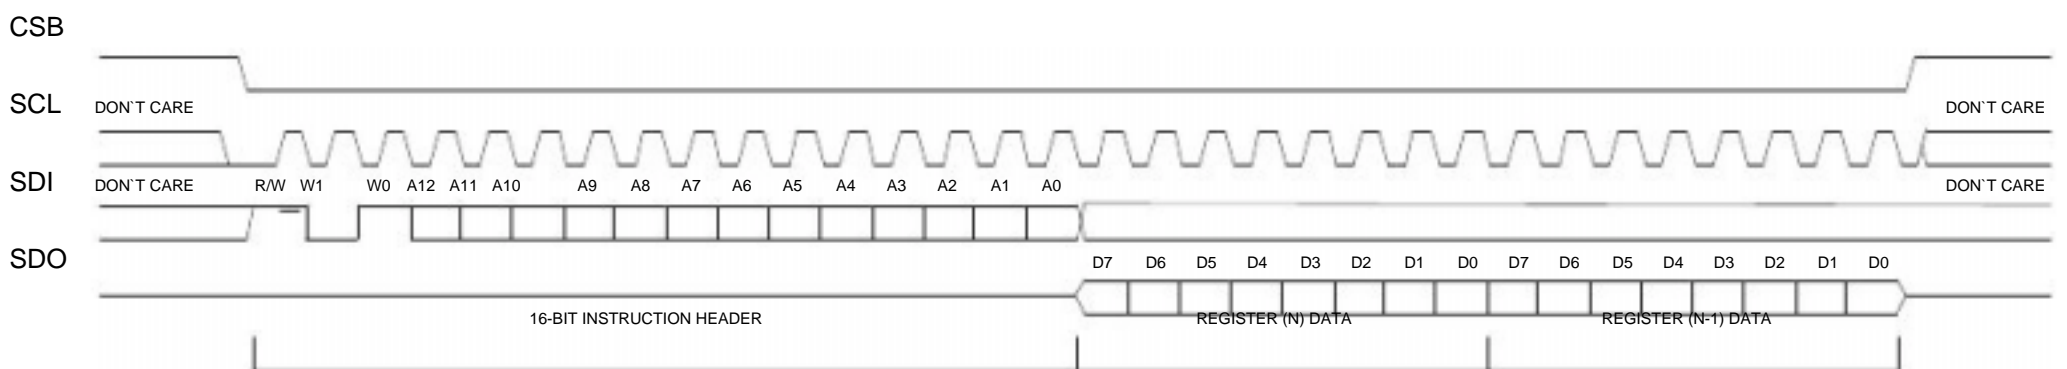 CSB
SCL DON`T CARE DON`T CARE
SDI DON`T CARE R/W W1 W0 A12 A11 A10 A9 A8 A7 A6 A5 A4 A3 A2 A1 A0 DON`T CARE
SDO D7 D6 D5 D4 D3 D2 D1 D0 D7 D6 D5 D4 D3 D2 D1 D0
16-BIT INSTRUCTION HEADER REGISTER (N) DATA REGISTER (N-1) DATA